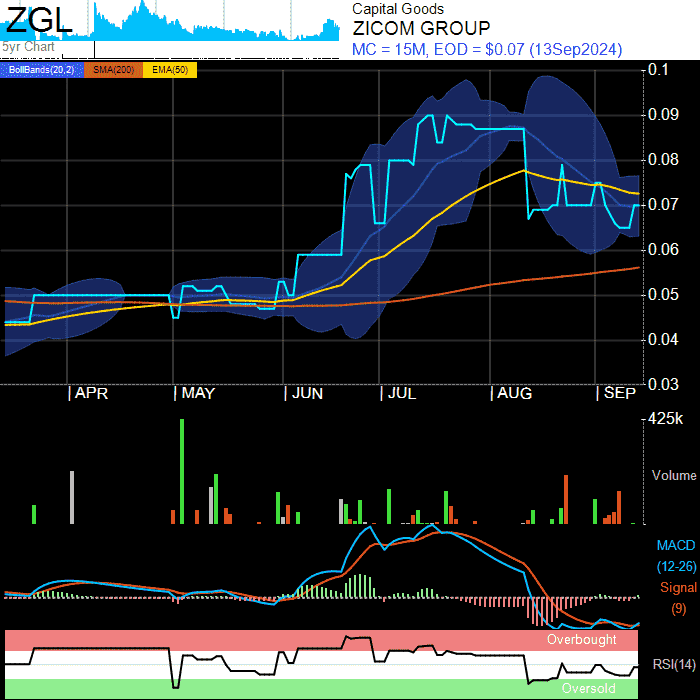 ZGL
5yr Chart
Capital Goods
ZICOM GROUP
MC = 15M, EOD = $0.07 (13Sep2024)
BollBands(20,2) SMA(200) EMA(50)
0.1
0.09
0.08
0.07
0.06
0.05
0.04
0.03
APR MAY JUN JUL AUG SEP
425k
Volume
MACD
(12-26)
Signal
(9)
Overbought
RSI(14)
Oversold